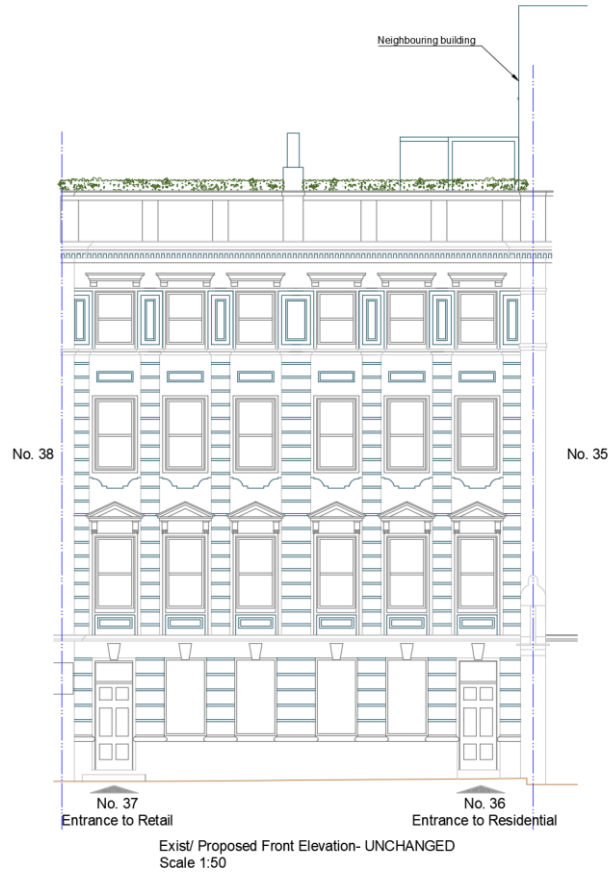 Neighbouring building
No. 38
No. 35
No. 37
Entrance to Retail
No. 36
Entrance to Residential
Exist/ Proposed Front Elevation- UNCHANGED
Scale 1:50